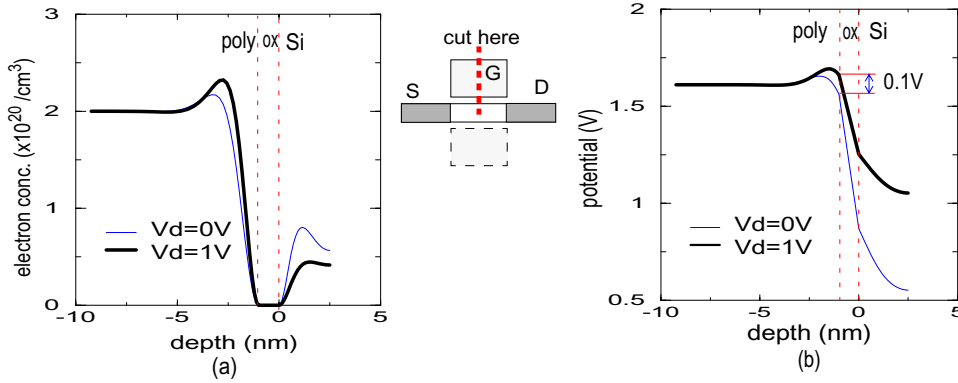 poly ox Si
electron conc. (x10^20 /cm^3)
3
2
1
0
Vd=0V
Vd=1V
-10 -5 0 5
depth (nm)
(a)
cut here
G
S D
poly ox Si
potential (V)
2
1.5
1
0.5
0.1V
Vd=0V
Vd=1V
-10 -5 0 5
depth (nm)
(b)